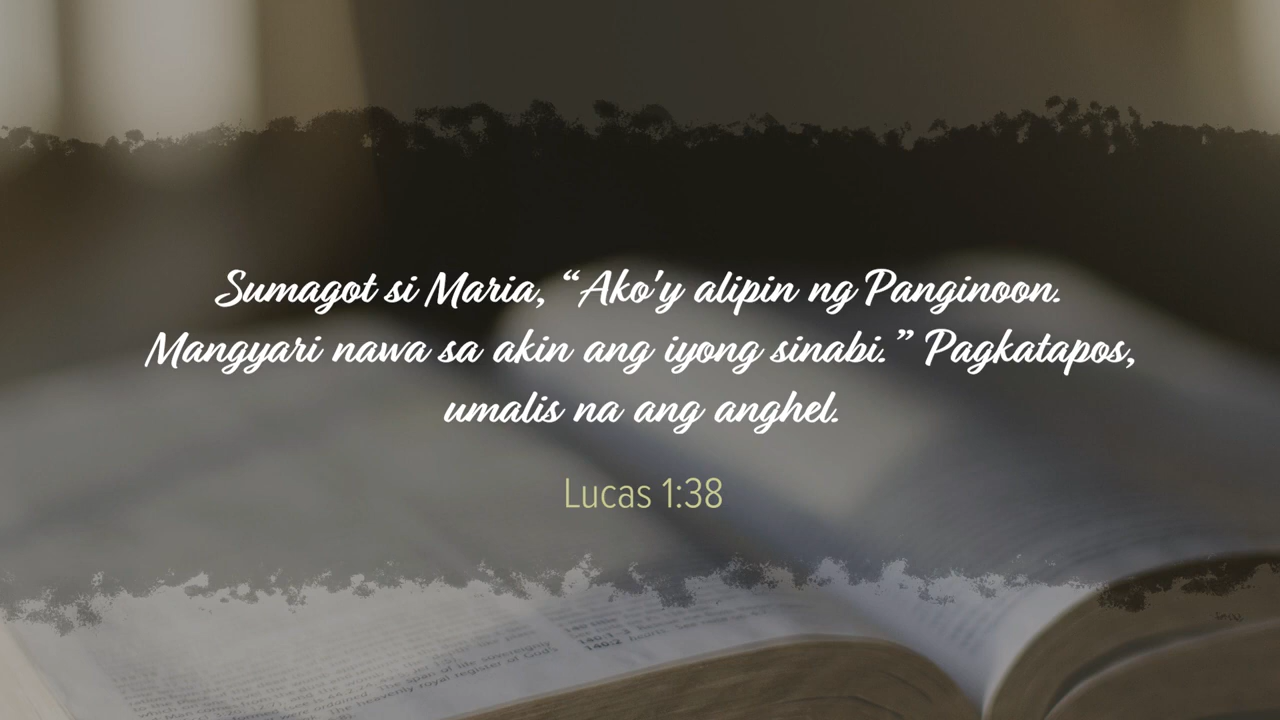 Sumagot si Maria, “Ako'y alipin ng Panginoon.
Mangyari nawa sa akin ang iyong sinabi.” Pagkatapos,
umalis na ang anghel.
Lucas 1:38